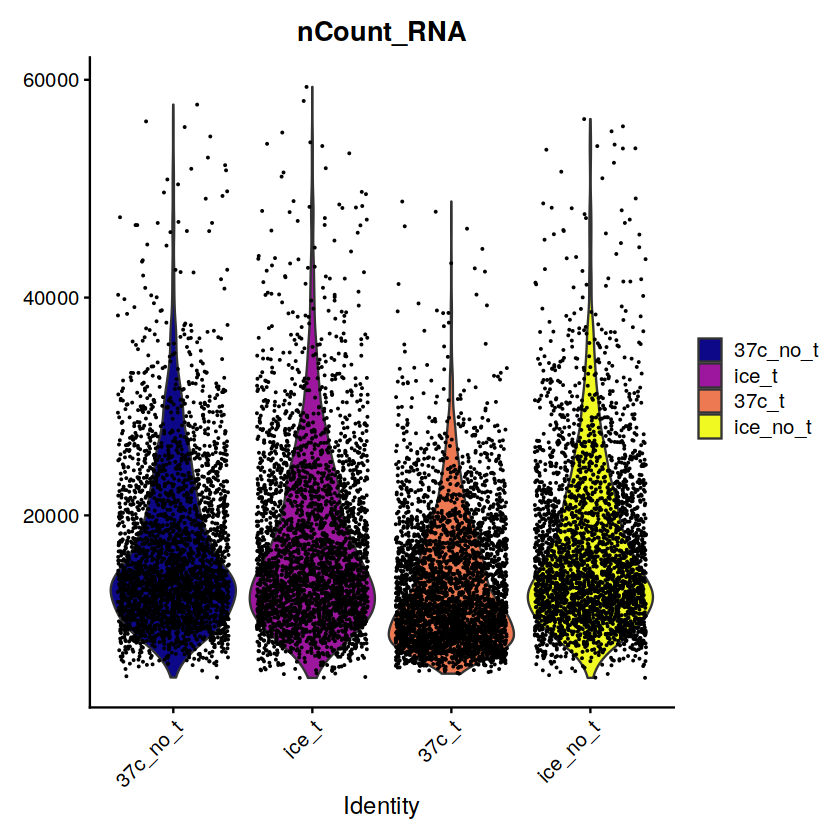 nCount_RNA
60000
40000
20000
37c_no_t
ice_t
37c_t
ice_no_t
Identity
37c_no_t
ice_t
37c_t
ice_no_t